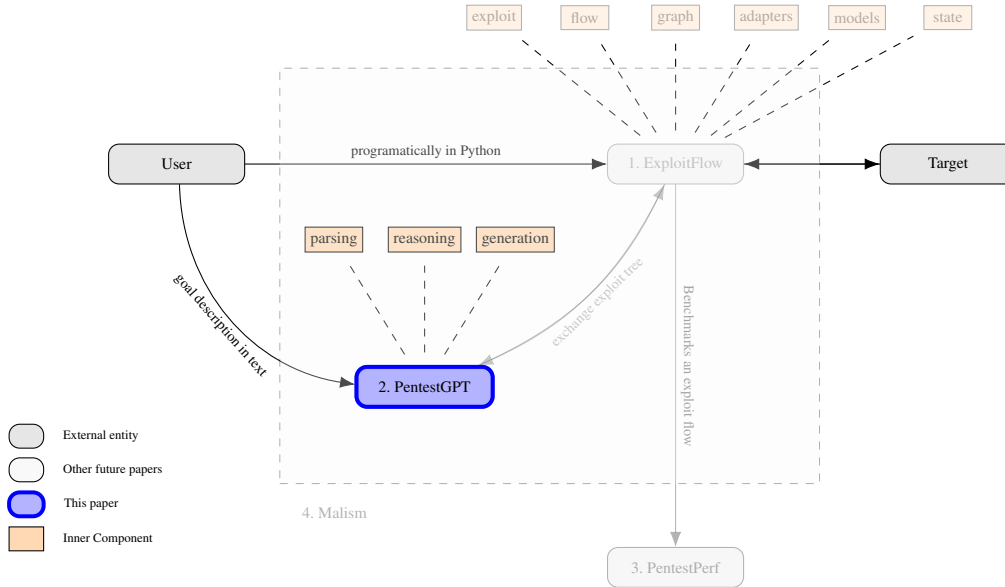 exploit
flow
graph
adapters
models
state
User
programatically in Python
1. ExploitFlow
Target
parsing
reasoning
generation
goal description in text
exchange exploit tree
Benchmarks an exploit flow
2. PentestGPT
External entity
Other future papers
This paper
Inner Component
4. Malism
3. PentestPerf